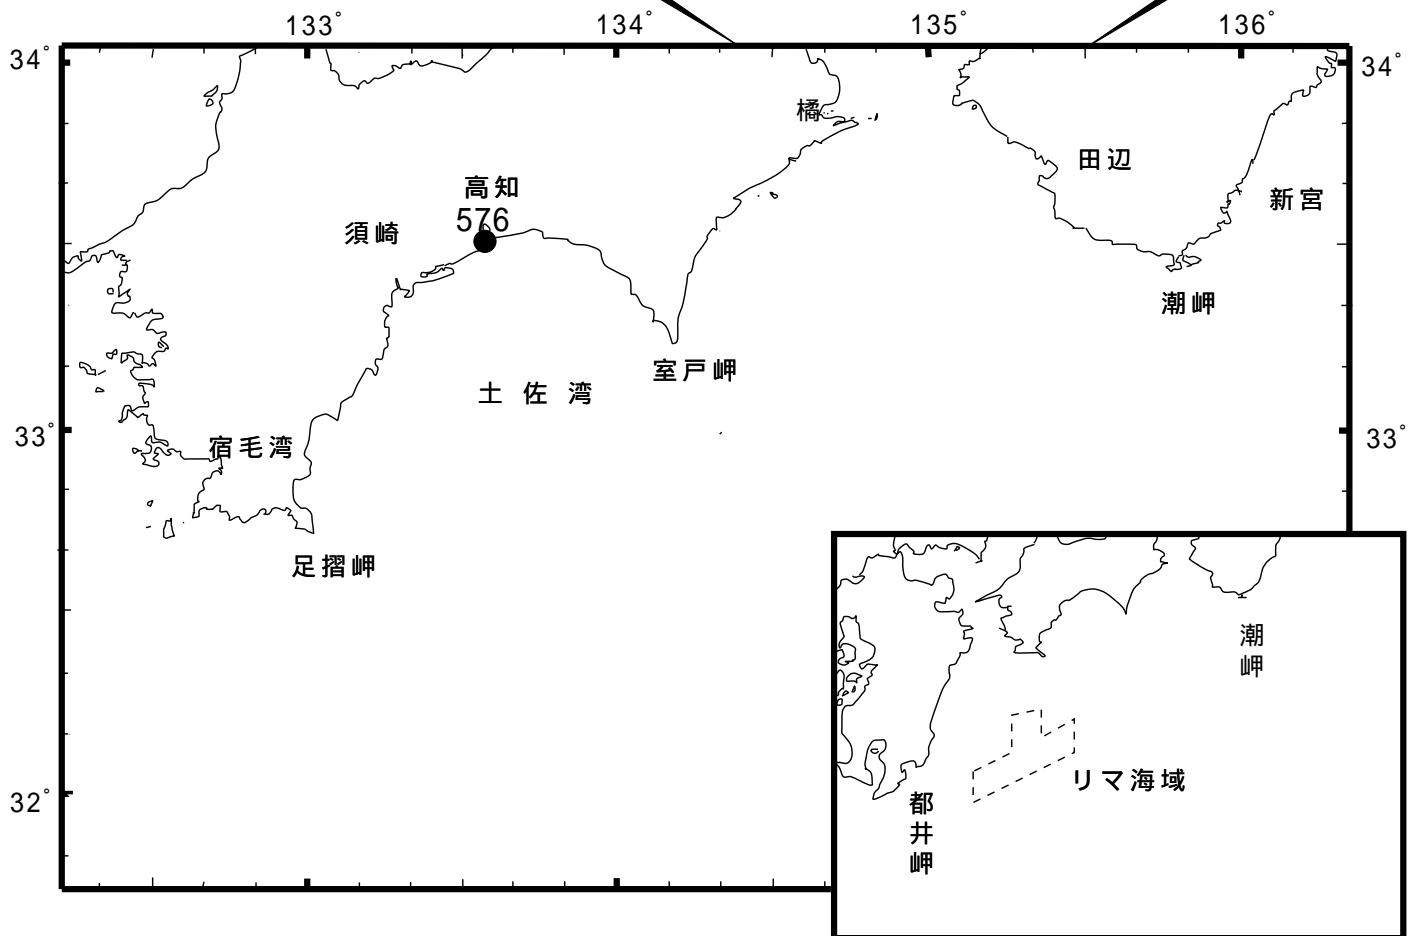 133° 134° 135° 136°
34° 34°
橘
田辺
高知
新宮
576
須崎
潮岬
室戸岬
土佐湾
33° 33°
宿毛湾
足摺岬
潮岬
リマ海域
32°
都井岬